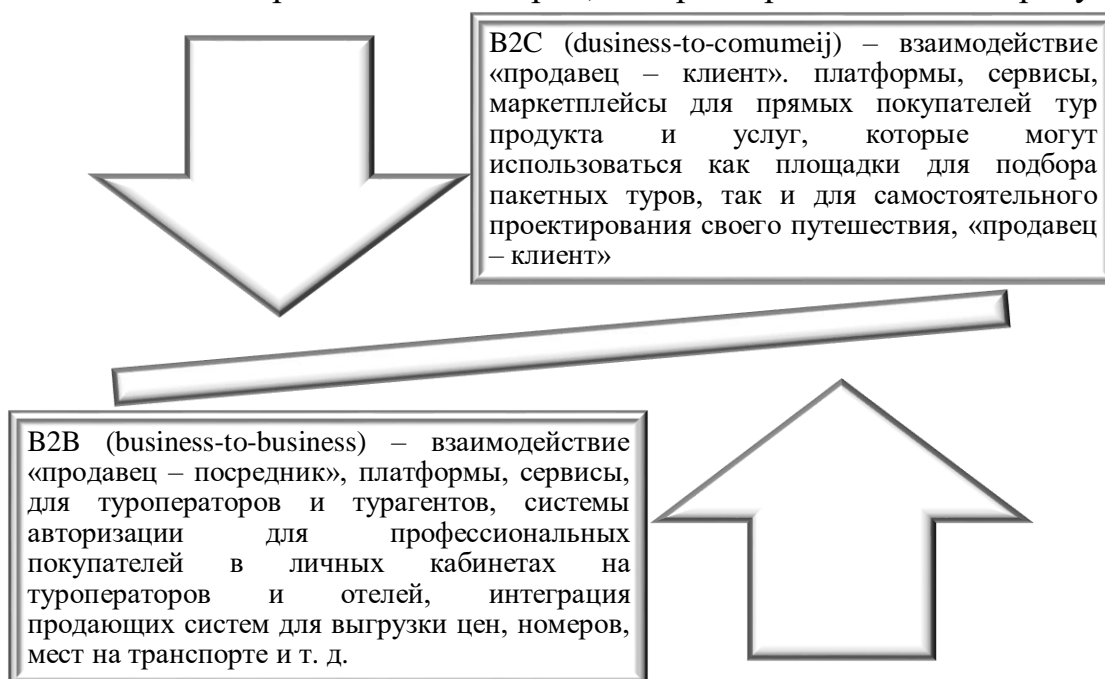 B2C (dusiness-to-comumeij) – взаимодействие
«продавец – клиент». платформы, сервисы,
маркетплейсы для прямых покупателей тур
продукта и услуг, которые могут
использоваться как площадки для подбора
пакетных туров, так и для самостоятельного
проектирования своего путешествия, «продавец
– клиент»
B2B (business-to-business) – взаимодействие
«продавец – посредник», платформы, сервисы,
для туроператоров и турагентов, системы
авторизации для профессиональных
покупателей в личных кабинетах на
туроператоров и отелей, интеграция
продающих систем для выгрузки цен, номеров,
мест на транспорте и т. д.